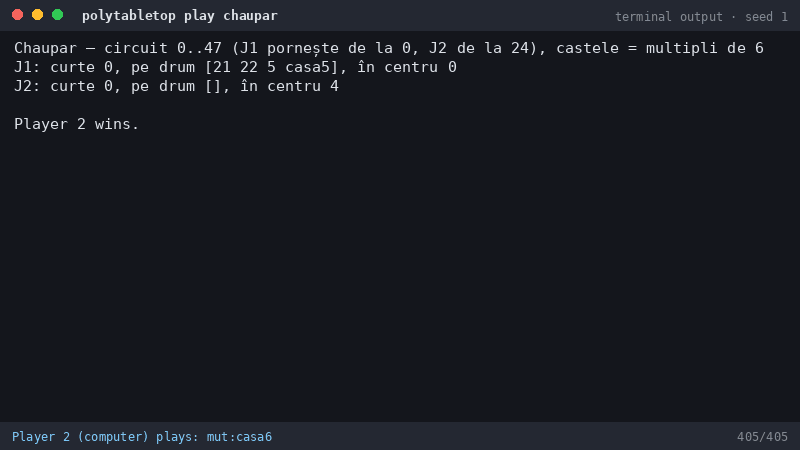 polytabletop play chaupar
terminal output · seed 1
Chaupar — circuit 0..47 (J1 pornește de la 0, J2 de la 24), castele = multipli de 6
J1: curte 0, pe drum [21 22 5 casa5], în centru 0
J2: curte 0, pe drum [], în centru 4
Player 2 wins.
Player 2 (computer) plays: mut:casa6
405/405